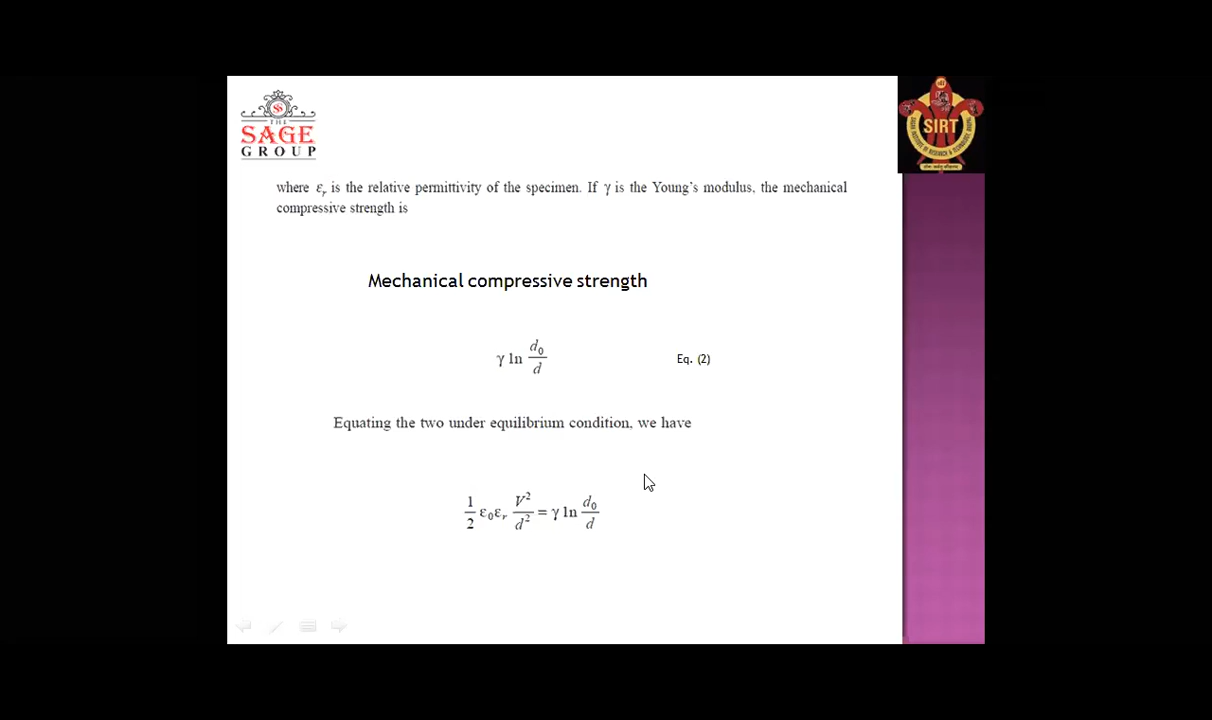 THE
SAGE
GROUP
SIRT
where εr is the relative permittivity of the specimen. If γ is the Young's modulus, the mechanical
compressive strength is
Mechanical compressive strength
γ ln d0/d Eq. (2)
Equating the two under equilibrium condition, we have
1/2 ε0εr V²/d² = γ ln d0/d